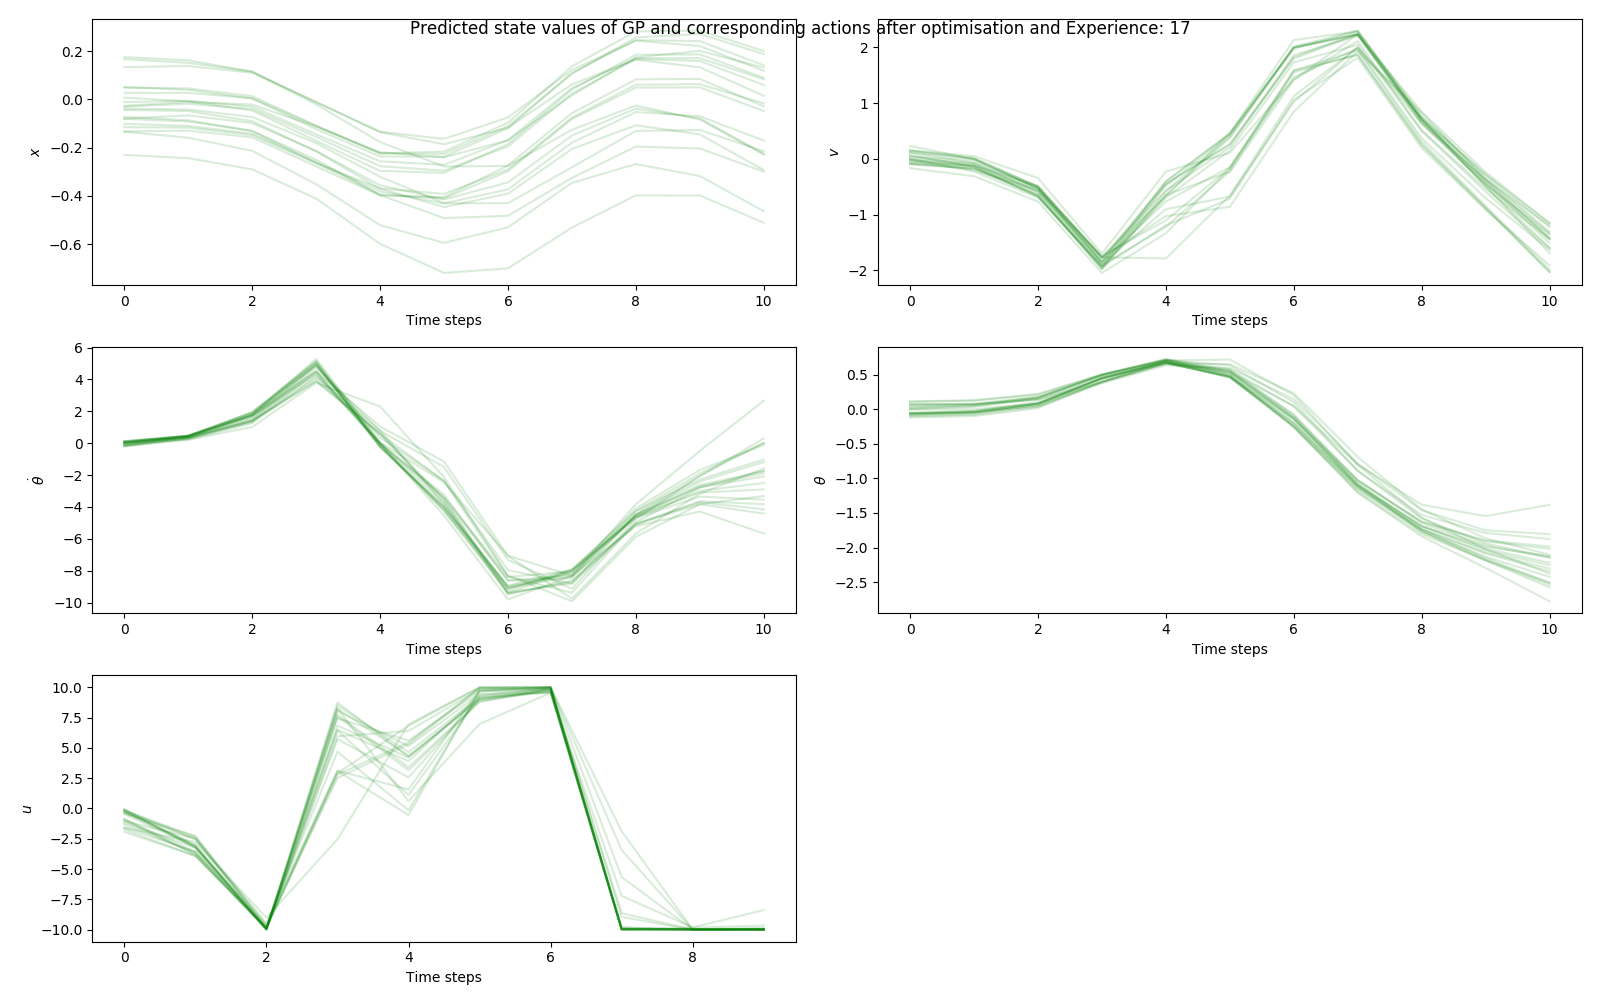 Predicted state values of GP and corresponding actions after optimisation and Experience: 17
0.2
0.0
−0.2
−0.4
−0.6
x
0 2 4 6 8 10
Time steps
2
1
0
−1
−2
v
0 2 4 6 8 10
Time steps
6
4
2
0
−2
−4
−6
−8
−10
θ̇
0 2 4 6 8 10
Time steps
0.5
0.0
−0.5
−1.0
−1.5
−2.0
−2.5
θ
0 2 4 6 8 10
Time steps
10.0
7.5
5.0
2.5
0.0
−2.5
−5.0
−7.5
−10.0
u
0 2 4 6 8
Time steps